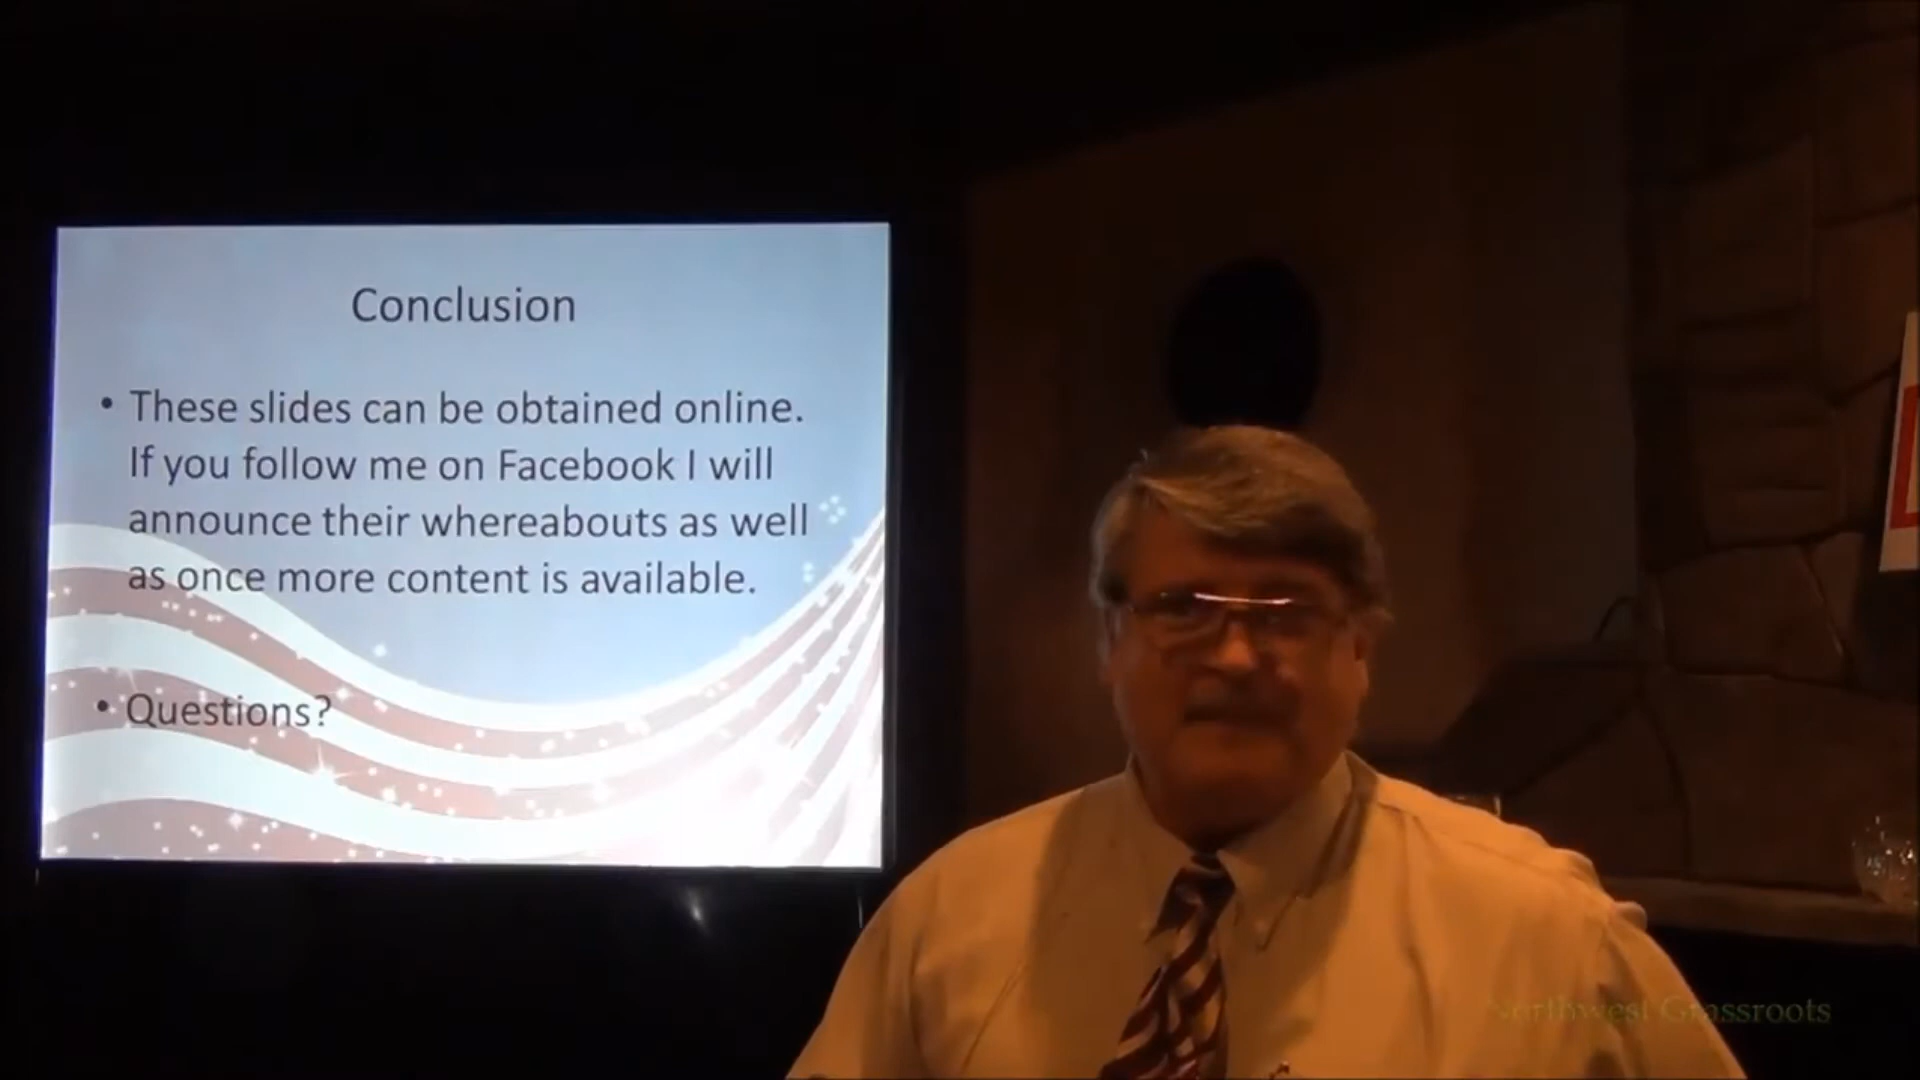 Conclusion
• These slides can be obtained online.
If you follow me on Facebook I will
announce their whereabouts as well
as once more content is available.
• Questions?
Northwest Grassroots